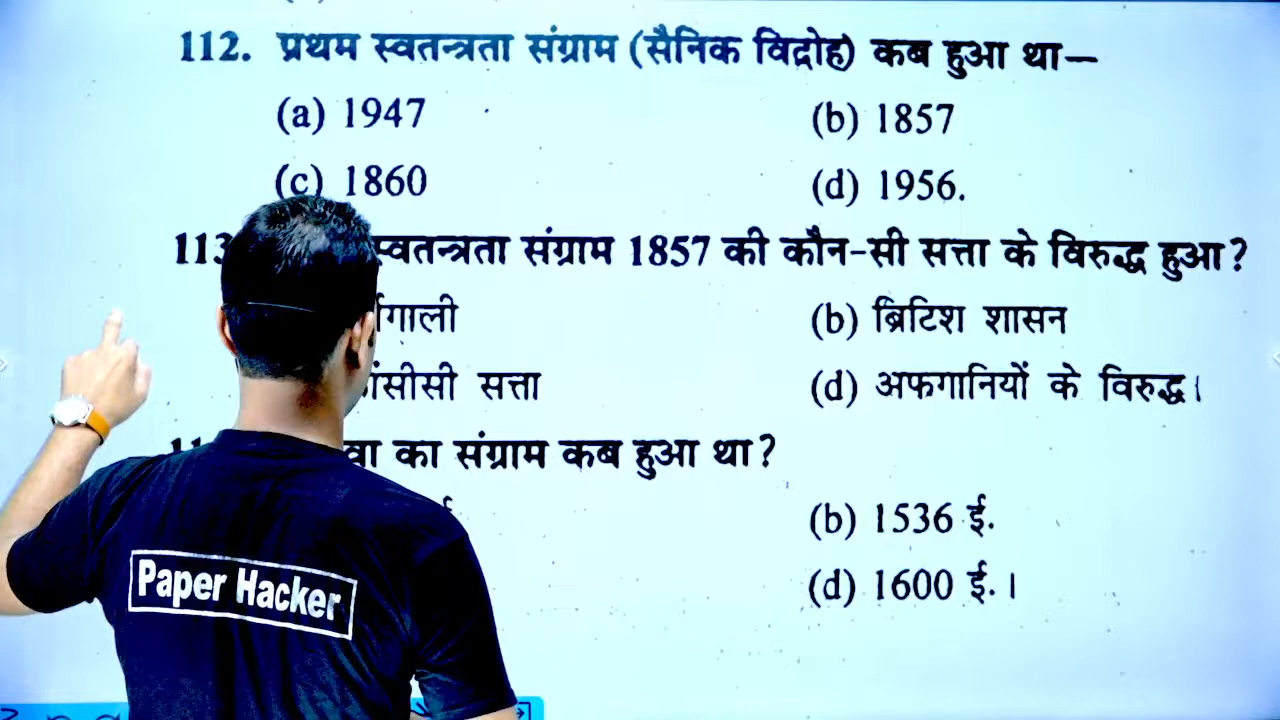 112. प्रथम स्वतन्त्रता संग्राम (सैनिक विद्रोह) कब हुआ था—
(a) 1947 (b) 1857
(c) 1860 (d) 1956.
113 स्वतन्त्रता संग्राम 1857 की कौन-सी सत्ता के विरुद्ध हुआ?
(b) ब्रिटिश शासन
सत्ता (d) अफगानियों के विरुद्ध।
का संग्राम कब हुआ था?
(b) 1536 ई.
(d) 1600 ई.।
Paper Hacker